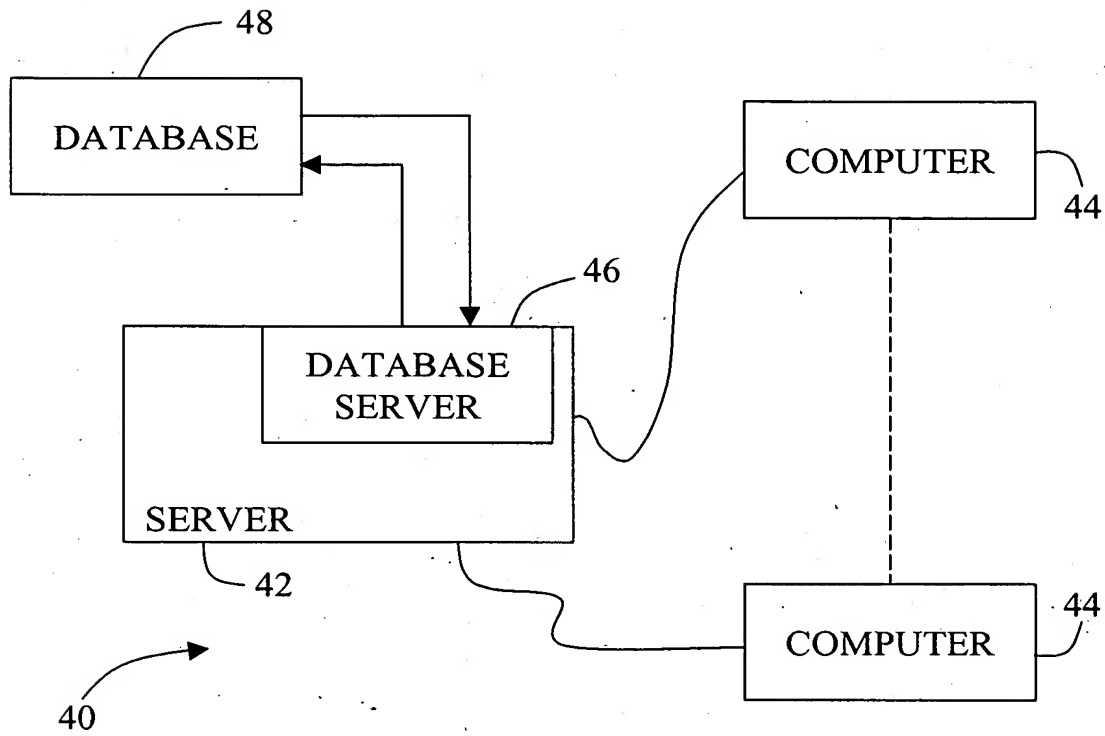 48
DATABASE
COMPUTER
44
46
DATABASE
SERVER
SERVER
42
44
COMPUTER
40